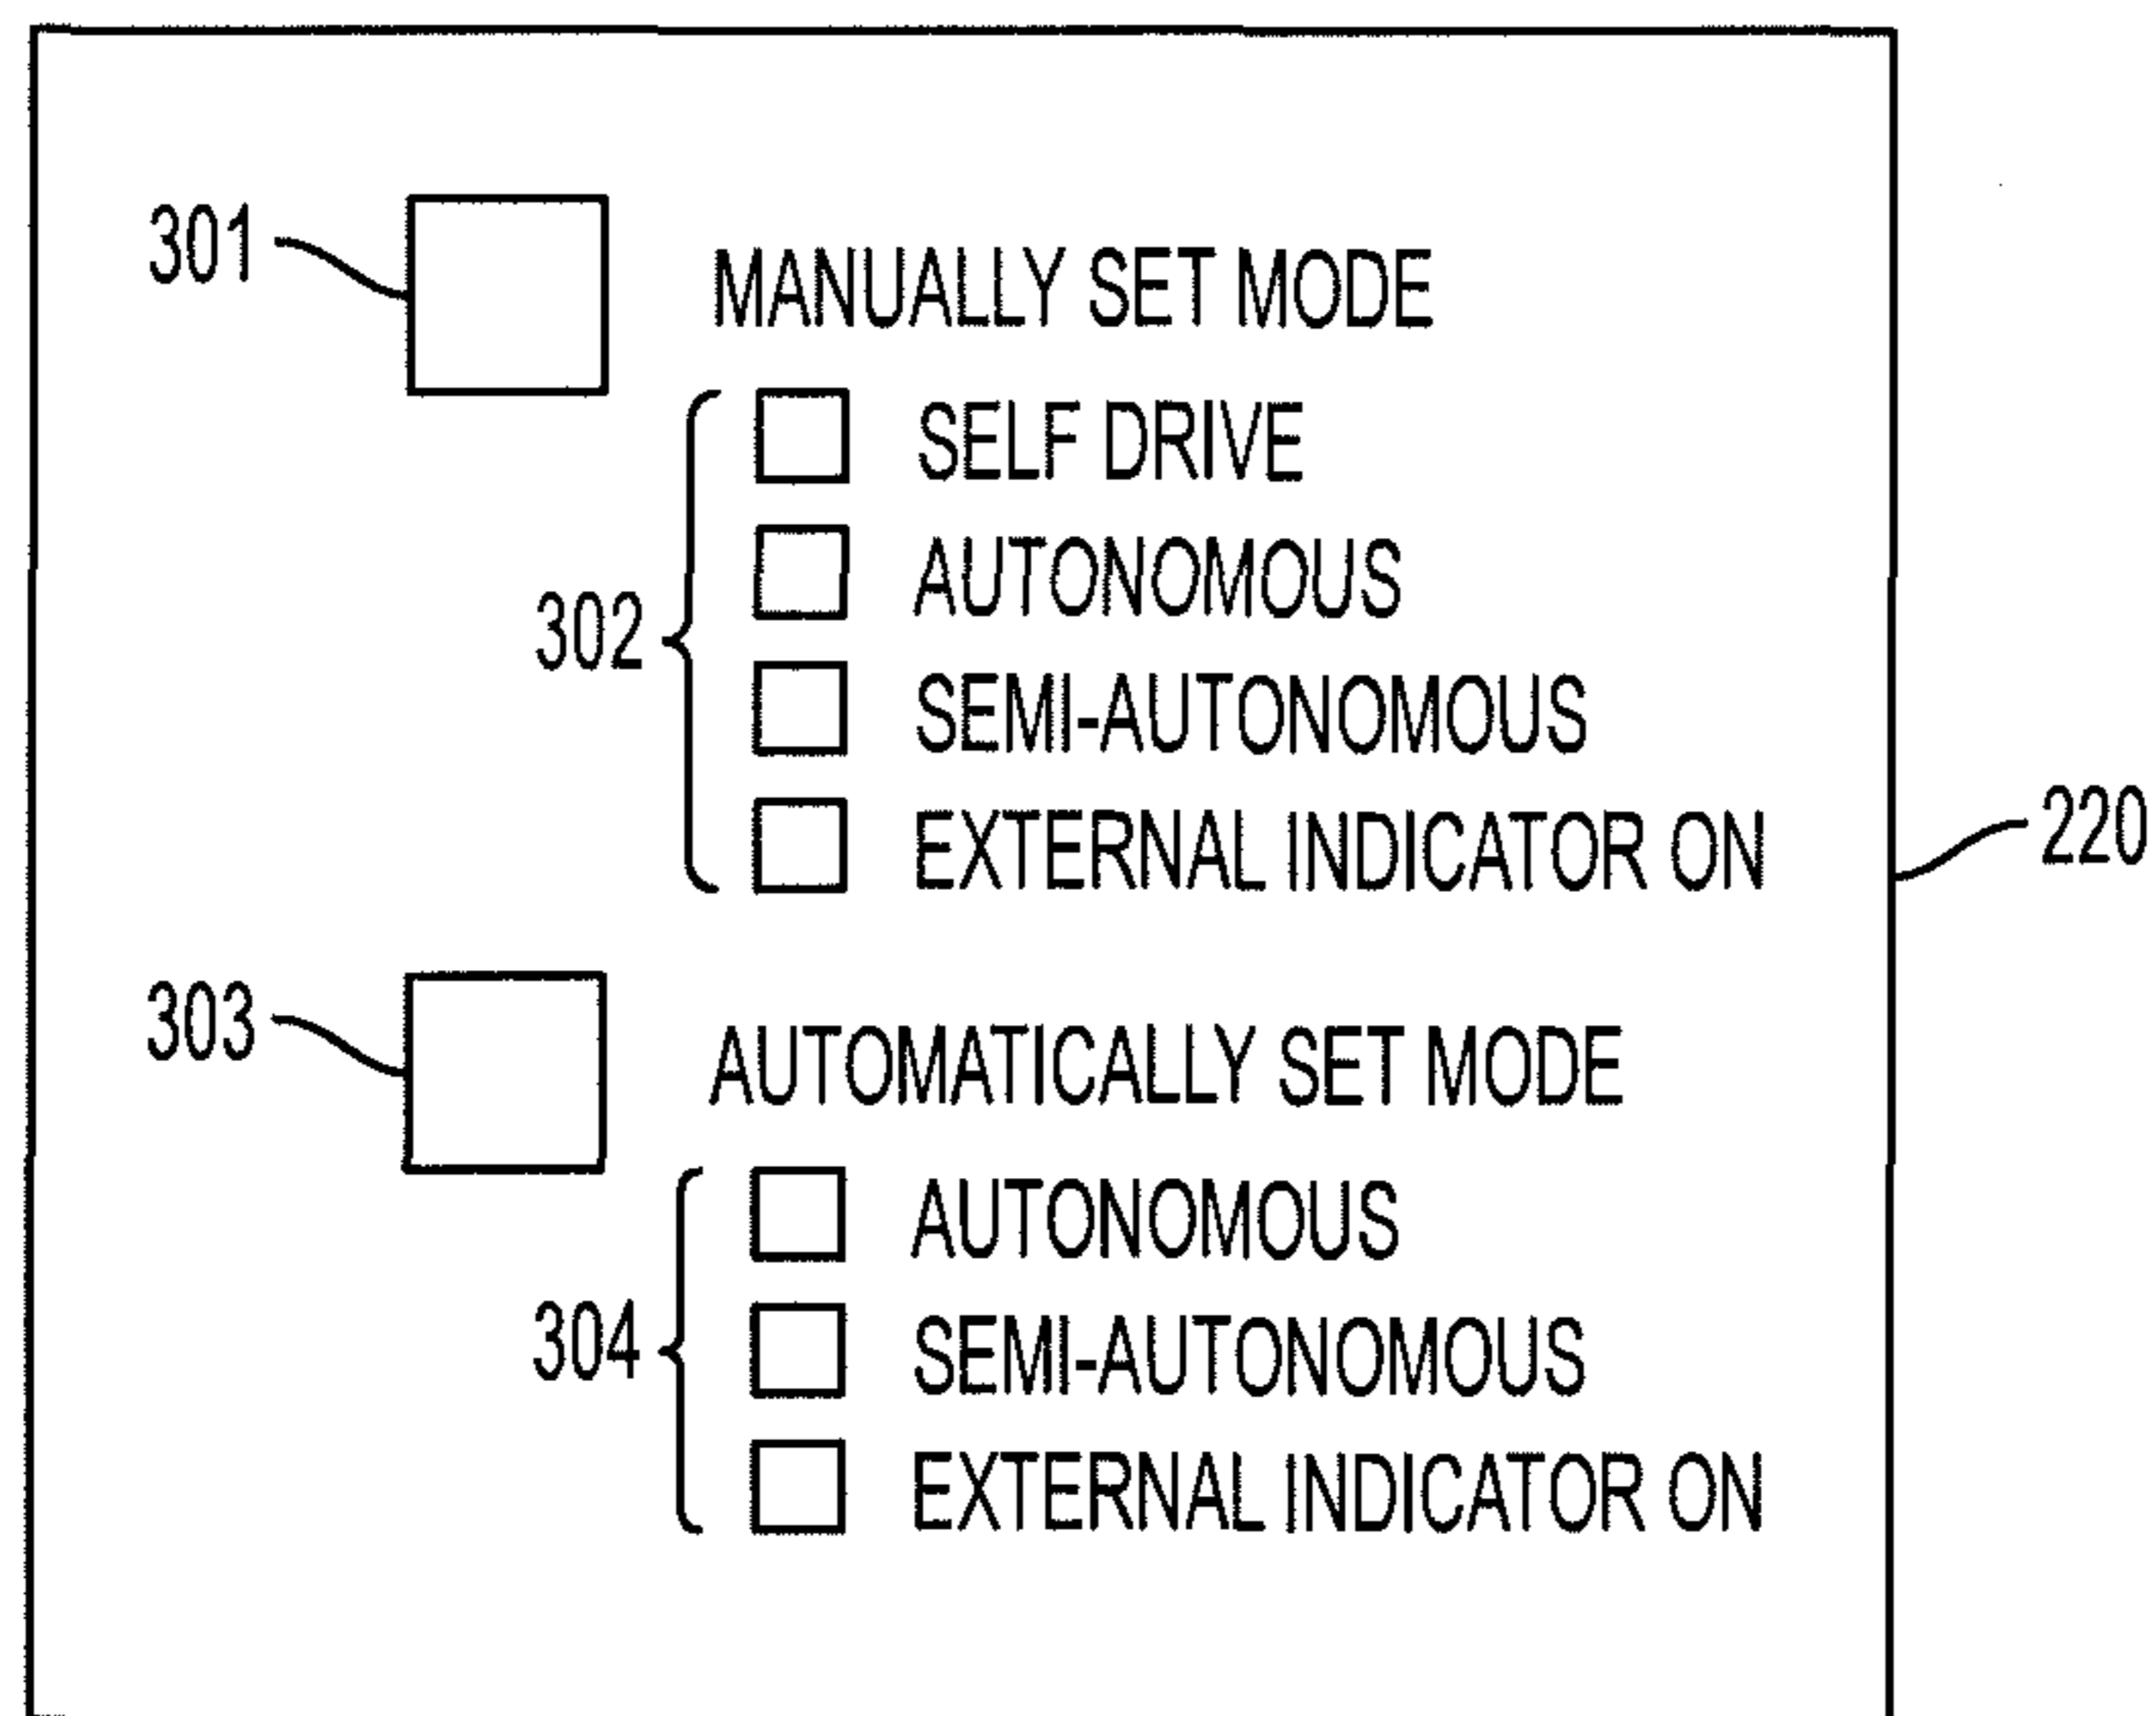 301 MANUALLY SET MODE
SELF DRIVE
AUTONOMOUS
302
SEMI-AUTONOMOUS
EXTERNAL INDICATOR ON
220
303 AUTOMATICALLY SET MODE
AUTONOMOUS
304 SEMI-AUTONOMOUS
EXTERNAL INDICATOR ON